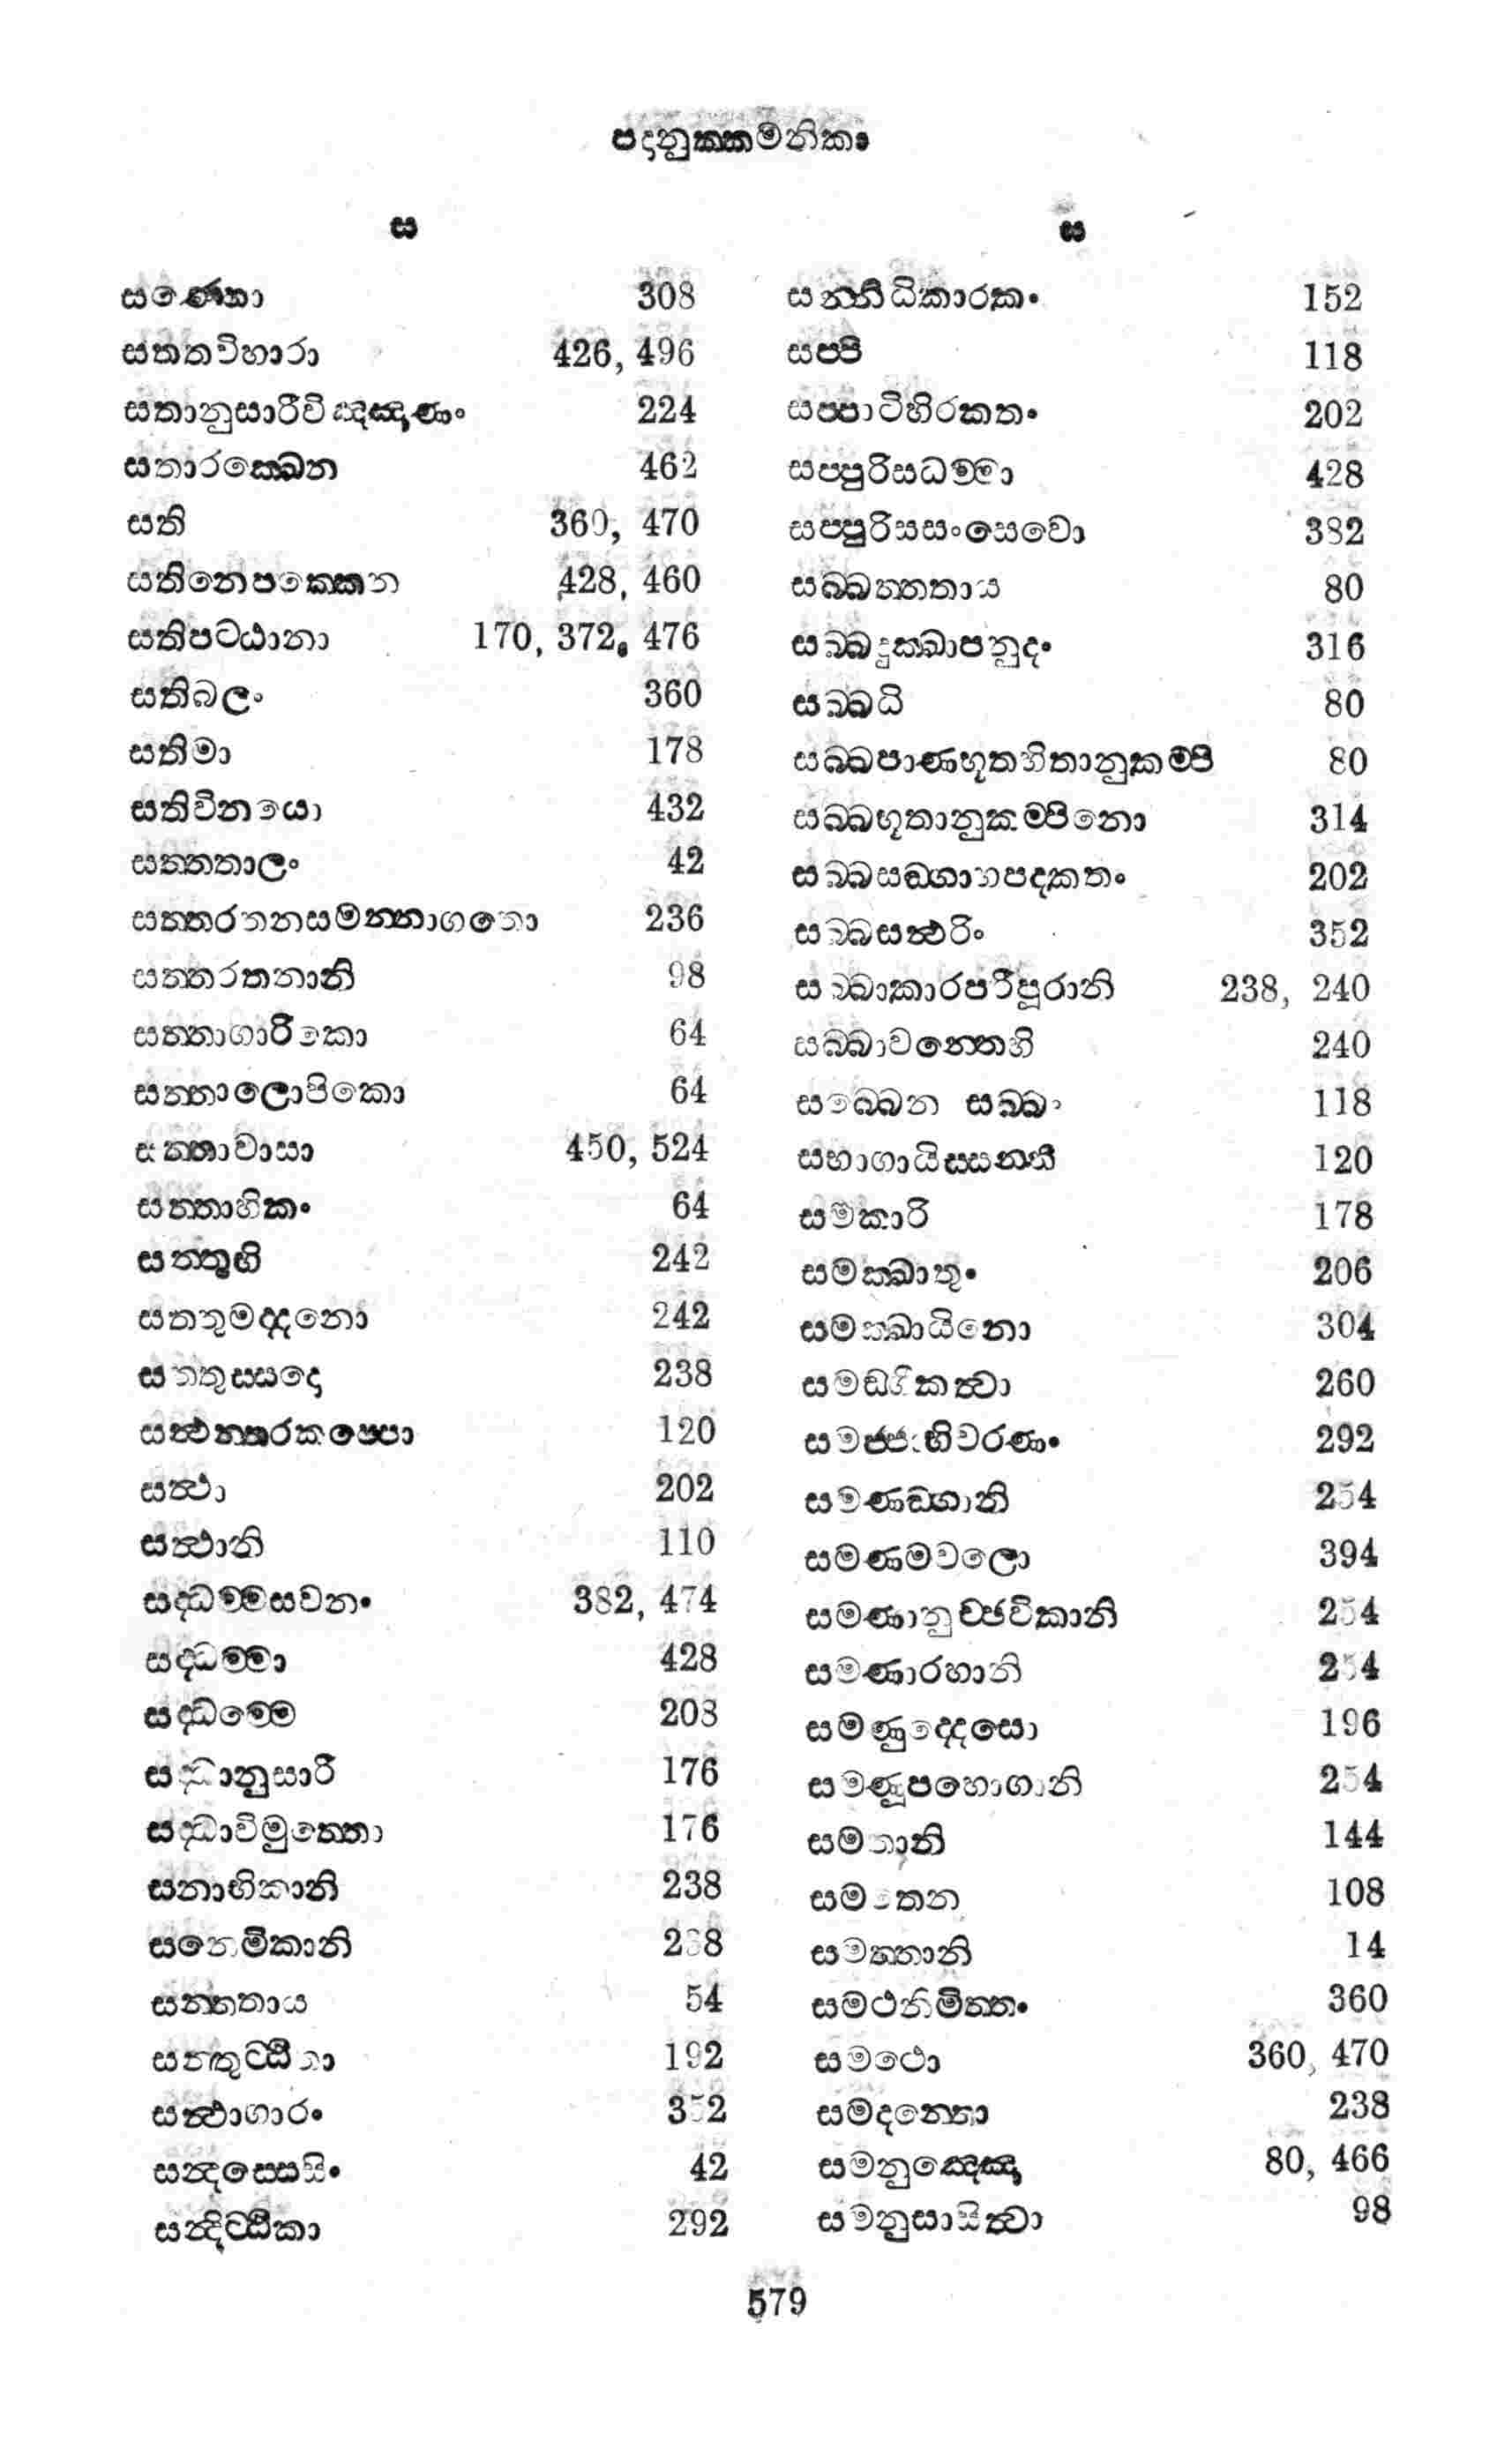 පදානුක්කමනිකා
ස
සණ්ඨො 308
සතතවිහාරා 426, 496
සතානුසාරීවිඤ්ඤාණං 224
සතාරක්ඛෙන 462
සති 360, 470
සතිනෙපක්කෙන 428, 460
සතිපට්ඨානා 170, 372, 476
සතිබලං 360
සතිමා 178
සතිවිනයො 432
සත්තතාලං 42
සත්තරතනසමන්නාගතො 236
සත්තරතනානි 98
සත්තාගාරිකො 64
සත්තාලොපිකො 64
සත්තාවාසා 450, 524
සත්තාහිකං 64
සත්තූභි 242
සත්තුමද්දනො 242
සත්තුස්සදො 238
සත්ථන්තරකප්පො 120
සත්ථා 202
සත්ථානි 110
සද්ධම්මසවනං 382, 474
සද්ධම්මා 428
සද්ධම්මෙ 208
සද්ධානුසාරී 176
සද්ධාවිමුත්තො 176
සනාභිකානි 238
සනෙමිකානි 238
සන්තතාය 54
සන්තුට්ඨිතා 192
සන්ථාගාරං 352
සන්දස්සෙසිං 42
සන්දිට්ඨිකා 292
ස
සන්නිධිකාරකං 152
සප්පි 118
සප්පාටිහීරකතං 202
සප්පුරිසධම්මා 428
සප්පුරිසසංසෙවො 382
සබ්බත්තතාය 80
සබ්බදුක්ඛාපනුදං 316
සබ්බධි 80
සබ්බපාණභූතහිතානුකම්පි 80
සබ්බභූතානුකම්පිනො 314
සබ්බසඞ්ගාහපදකතං 202
සබ්බසන්ථරිං 352
සබ්බාකාරපරිපූරානි 238, 240
සබ්බාවන්තෙහි 240
සබ්බෙන සබ්බං 118
සභාගායිස්සන්ති 120
සමකාරි 178
සමක්ඛාතුං 206
සමක්ඛායිනො 304
සමඞ්ගිකත්වා 260
සමජ්ජාභිචරණං 292
සමණඞ්ගානි 254
සමණමචලො 394
සමණානුච්ඡවිකානි 254
සමණාරහානි 254
සමණුද්දෙසො 196
සමණූපභොගානි 254
සමතානි 144
සමතෙන 108
සමත්තානි 14
සමථනිමිත්තං 360
සමථො 360, 470
සමදන්තො 238
සමනුඤ්ඤෙ 80, 466
සමනුසාසිත්වා 98
579